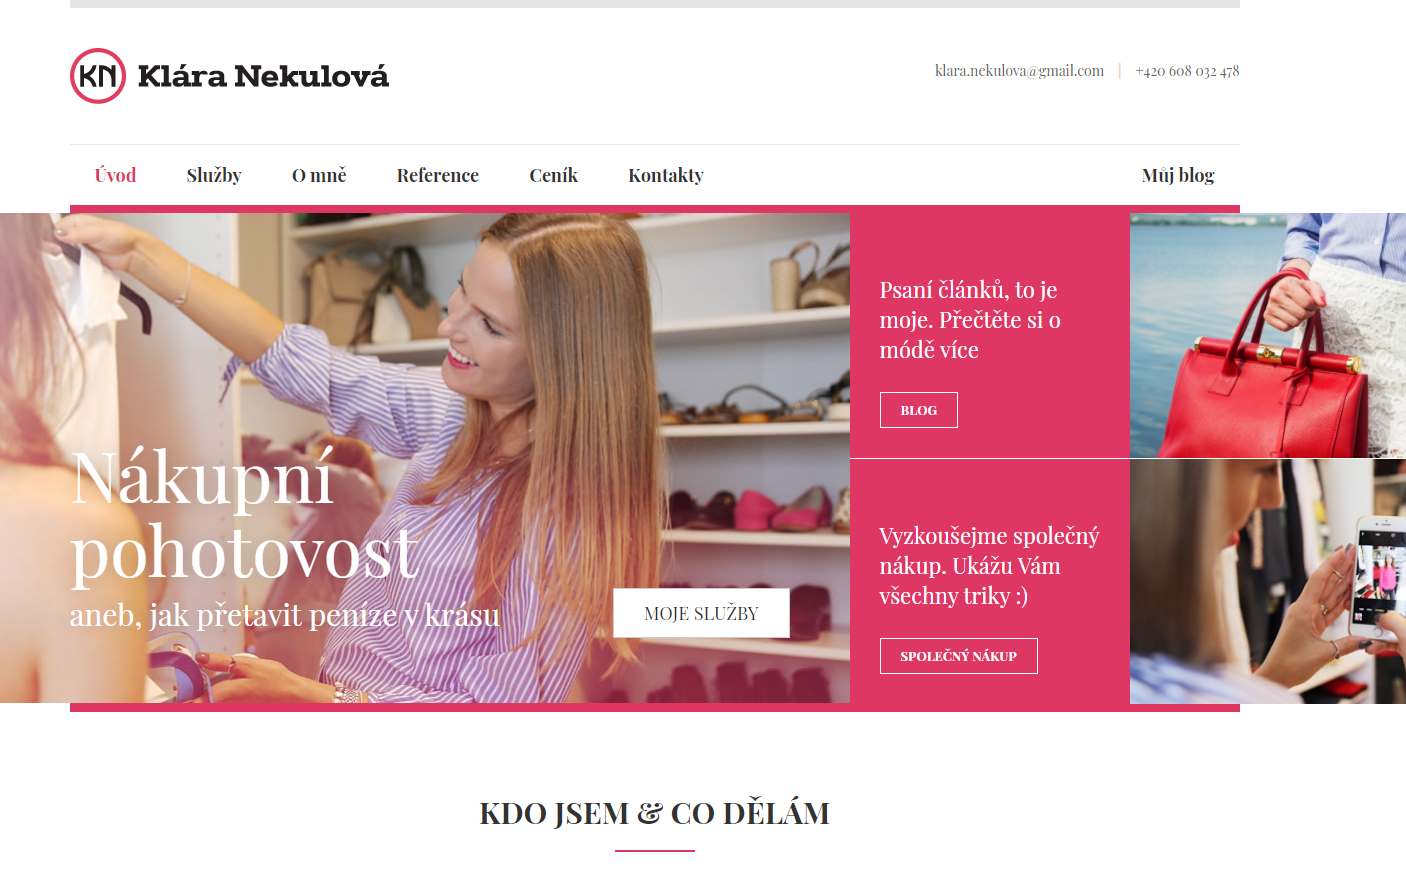 KN Klára Nekulová
klara.nekulova@gmail.com | +420 608 032 478
Úvod Služby O mně Reference Ceník Kontakty Můj blog
Nákupní
pohotovost
aneb, jak přetavit peníze v krásu
MOJE SLUŽBY
Psaní článků, to je
moje. Přečtěte si o
módě více
BLOG
Vyzkoušejme společný
nákup. Ukážu Vám
všechny triky :)
SPOLEČNÝ NÁKUP
KDO JSEM & CO DĚLÁM